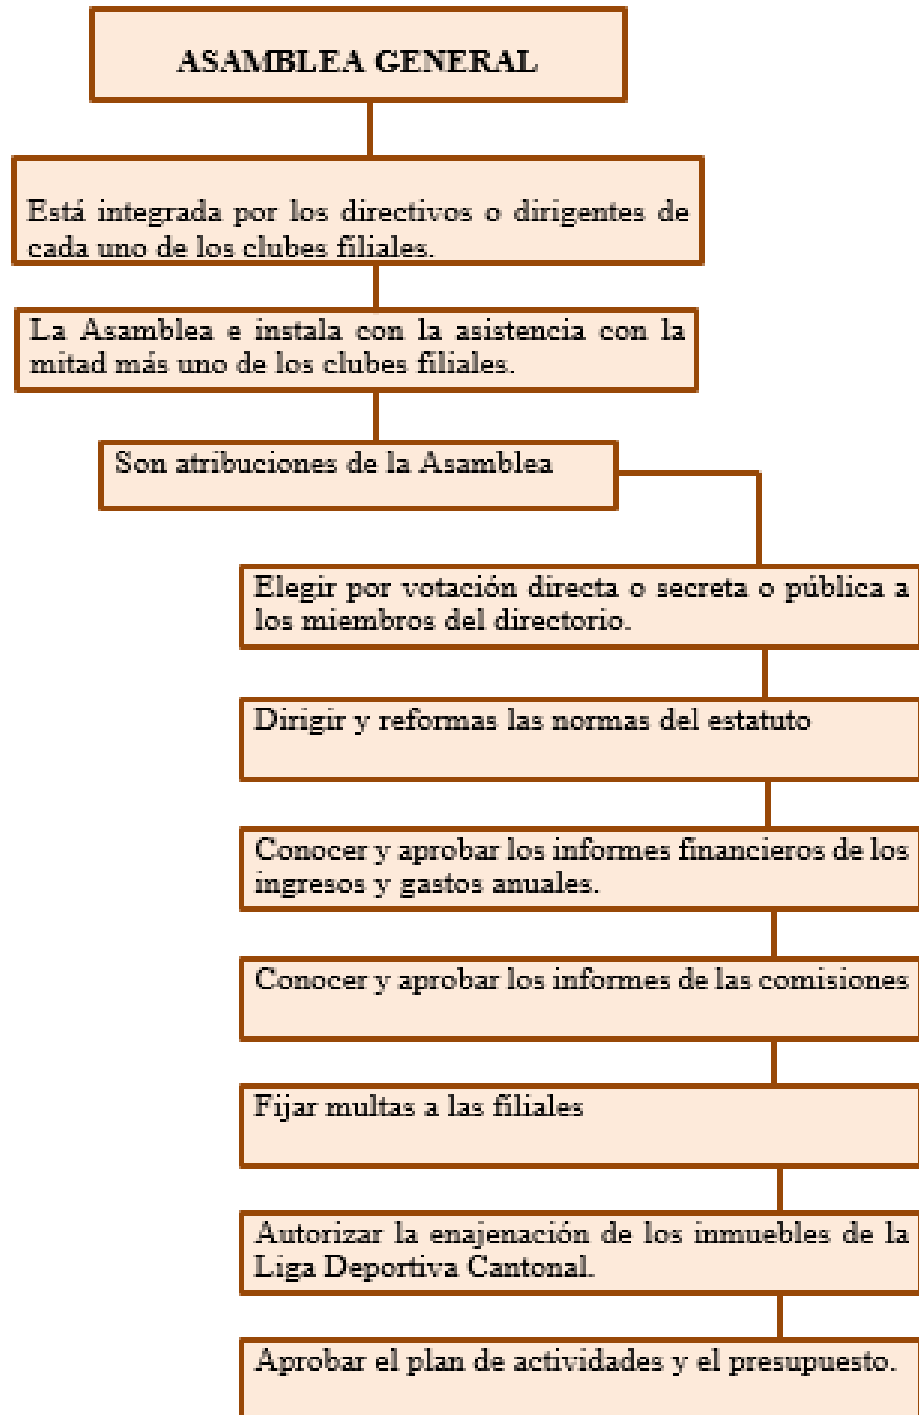 ASAMBLEA GENERAL
Está integrada por los directivos o dirigentes de
cada uno de los clubes filiales.
La Asamblea e instala con la asistencia con la
mitad más uno de los clubes filiales.
Son atribuciones de la Asamblea
Elegir por votación directa o secreta o pública a
los miembros del directorio.
Dirigir y reformas las normas del estatuto
Conocer y aprobar los informes financieros de los
ingresos y gastos anuales.
Conocer y aprobar los informes de las comisiones
Fijar multas a las filiales
Autorizar la enajenación de los inmuebles de la
Liga Deportiva Cantonal.
Aprobar el plan de actividades y el presupuesto.